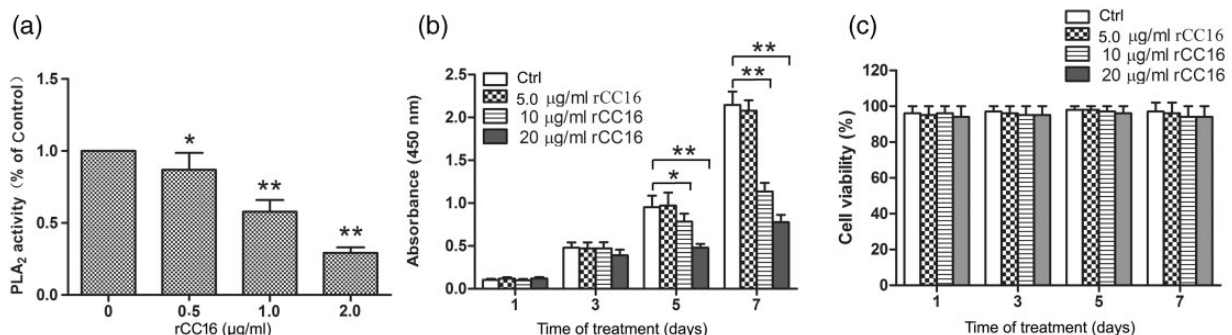 (a)
PLA2 activity (% of Control)
1.5
1.0
0.5
0.0
*
**
**
0 0.5 1.0 2.0
rCC16 (µg/ml)
(b)
Absorbance (450 nm)
2.5
2.0
1.5
1.0
0.5
0.0
Ctrl
5.0 µg/ml rCC16
10 µg/ml rCC16
20 µg/ml rCC16
**
*
**
**
1 3 5 7
Time of treatment (days)
(c)
Ctrl
5.0 µg/ml rCC16
10 µg/ml rCC16
20 µg/ml rCC16
Cell viability (%)
120
100
80
60
40
20
0
1 3 5 7
Time of treatment (days)